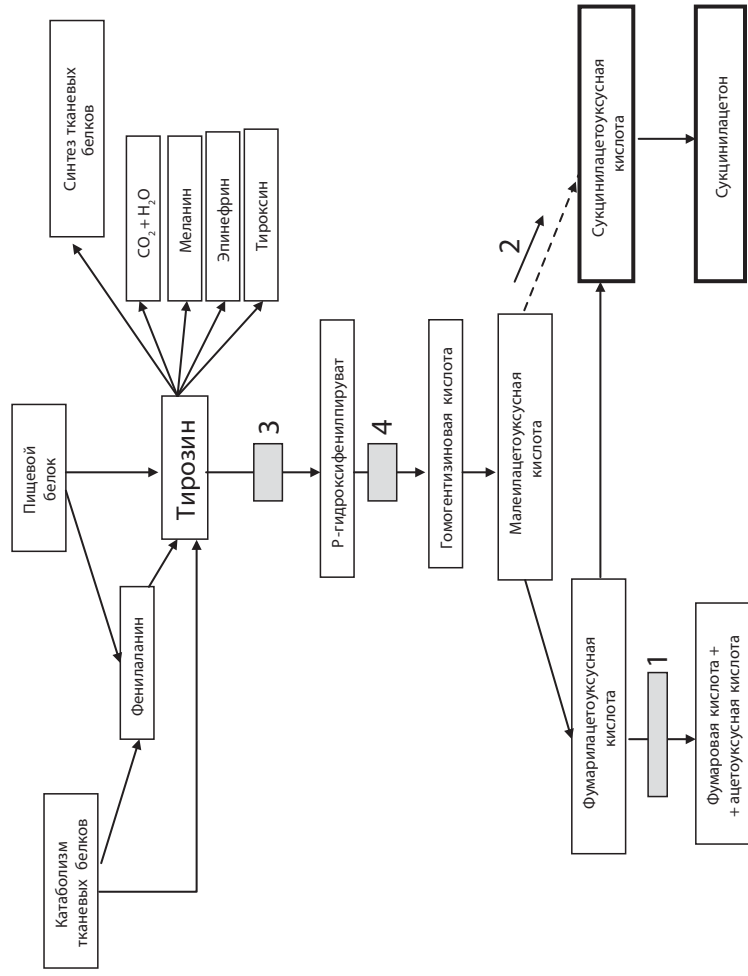 Катаболизм
тканевых белков
Пищевой
белок
Синтез тканевых
белков
Фенилаланин
Тирозин
CO₂ + H₂O
Меланин
Эпинефрин
Тироксин
3
Р-гидроксифенилпируват
4
Гомогентизиновая кислота
Малеилацетоуксусная
кислота
2
Фумарилацетоуксусная
кислота
Сукцинилацетоуксусная
кислота
1
Фумаровая кислота +
+ ацетоуксусная кислота
Сукцинилацетон